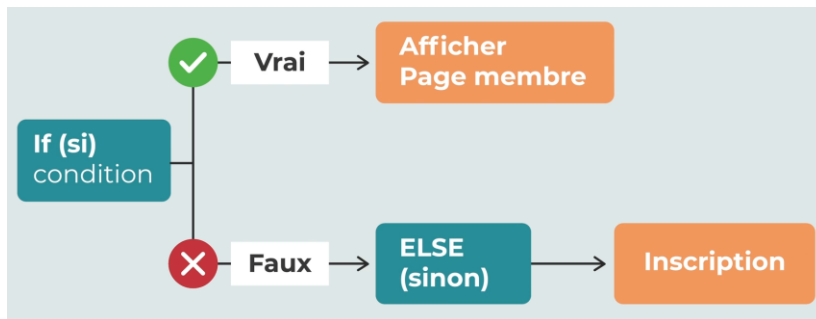 Vrai
Afficher
Page membre
If (si)
condition
Faux
ELSE
(sinon)
Inscription